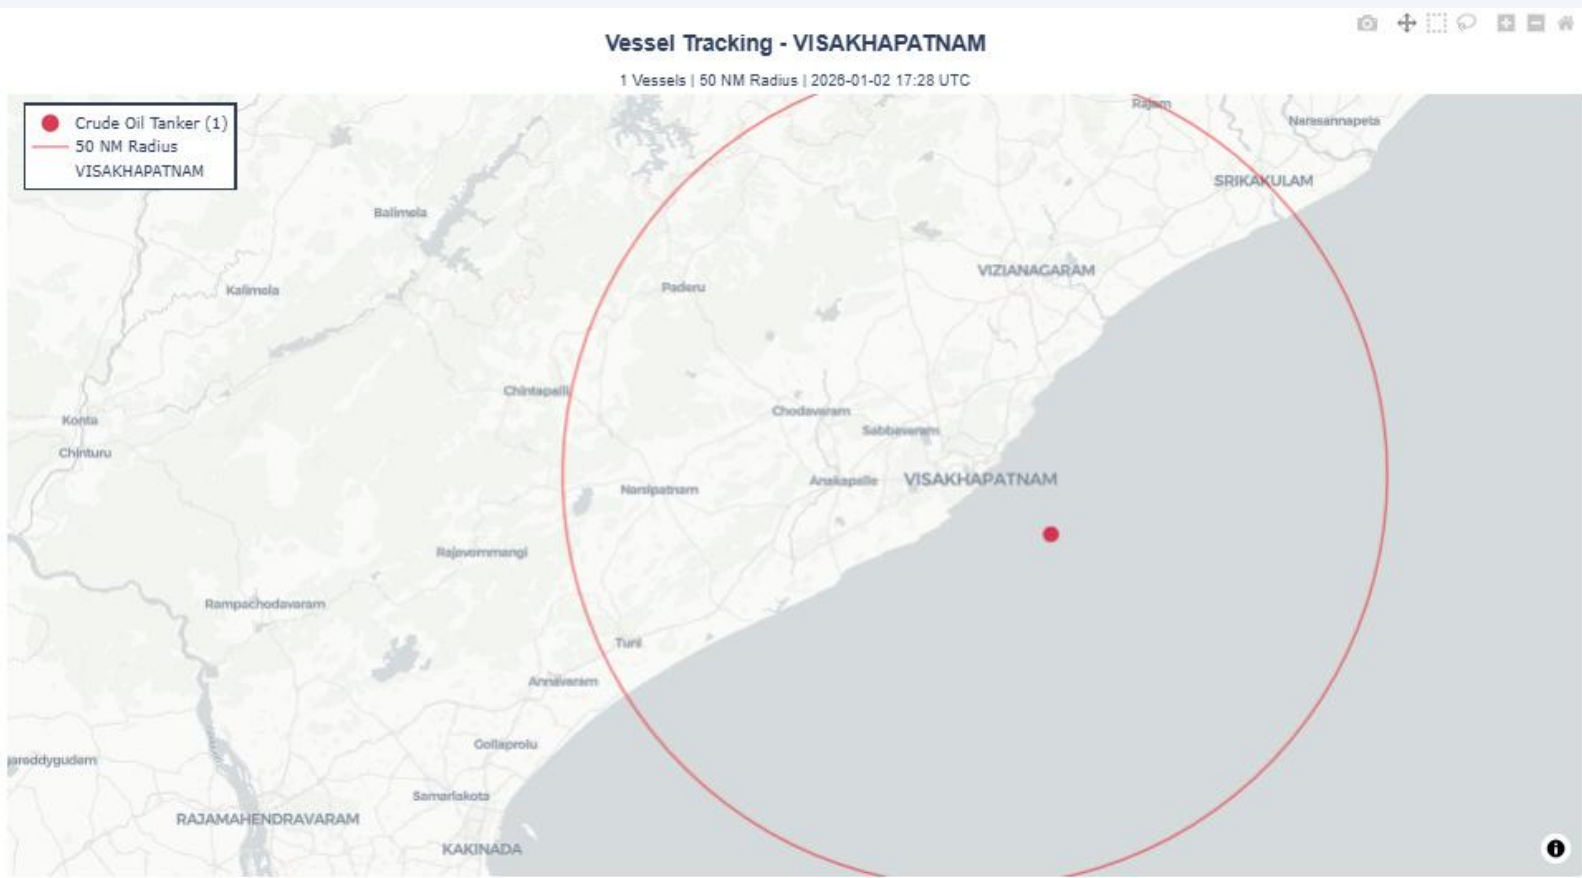 Vessel Tracking - VISAKHAPATNAM
1 Vessels | 50 NM Radius | 2026-01-02 17:28 UTC
Crude Oil Tanker (1)
50 NM Radius
VISAKHAPATNAM
Rajam
Narasannapeta
SRIKAKULAM
Balimela
VIZIANAGARAM
Kalimela
Paderu
Chintapalli
Chodavaram
Konta
Sabbavaram
Chinturu
Anakapalle
VISAKHAPATNAM
Narsipatnam
Rajavommangi
Rampachodavaram
Tuni
Annavaram
Gollaprolu
gareddygudem
Samarlakota
RAJAMAHENDRAVARAM
KAKINADA